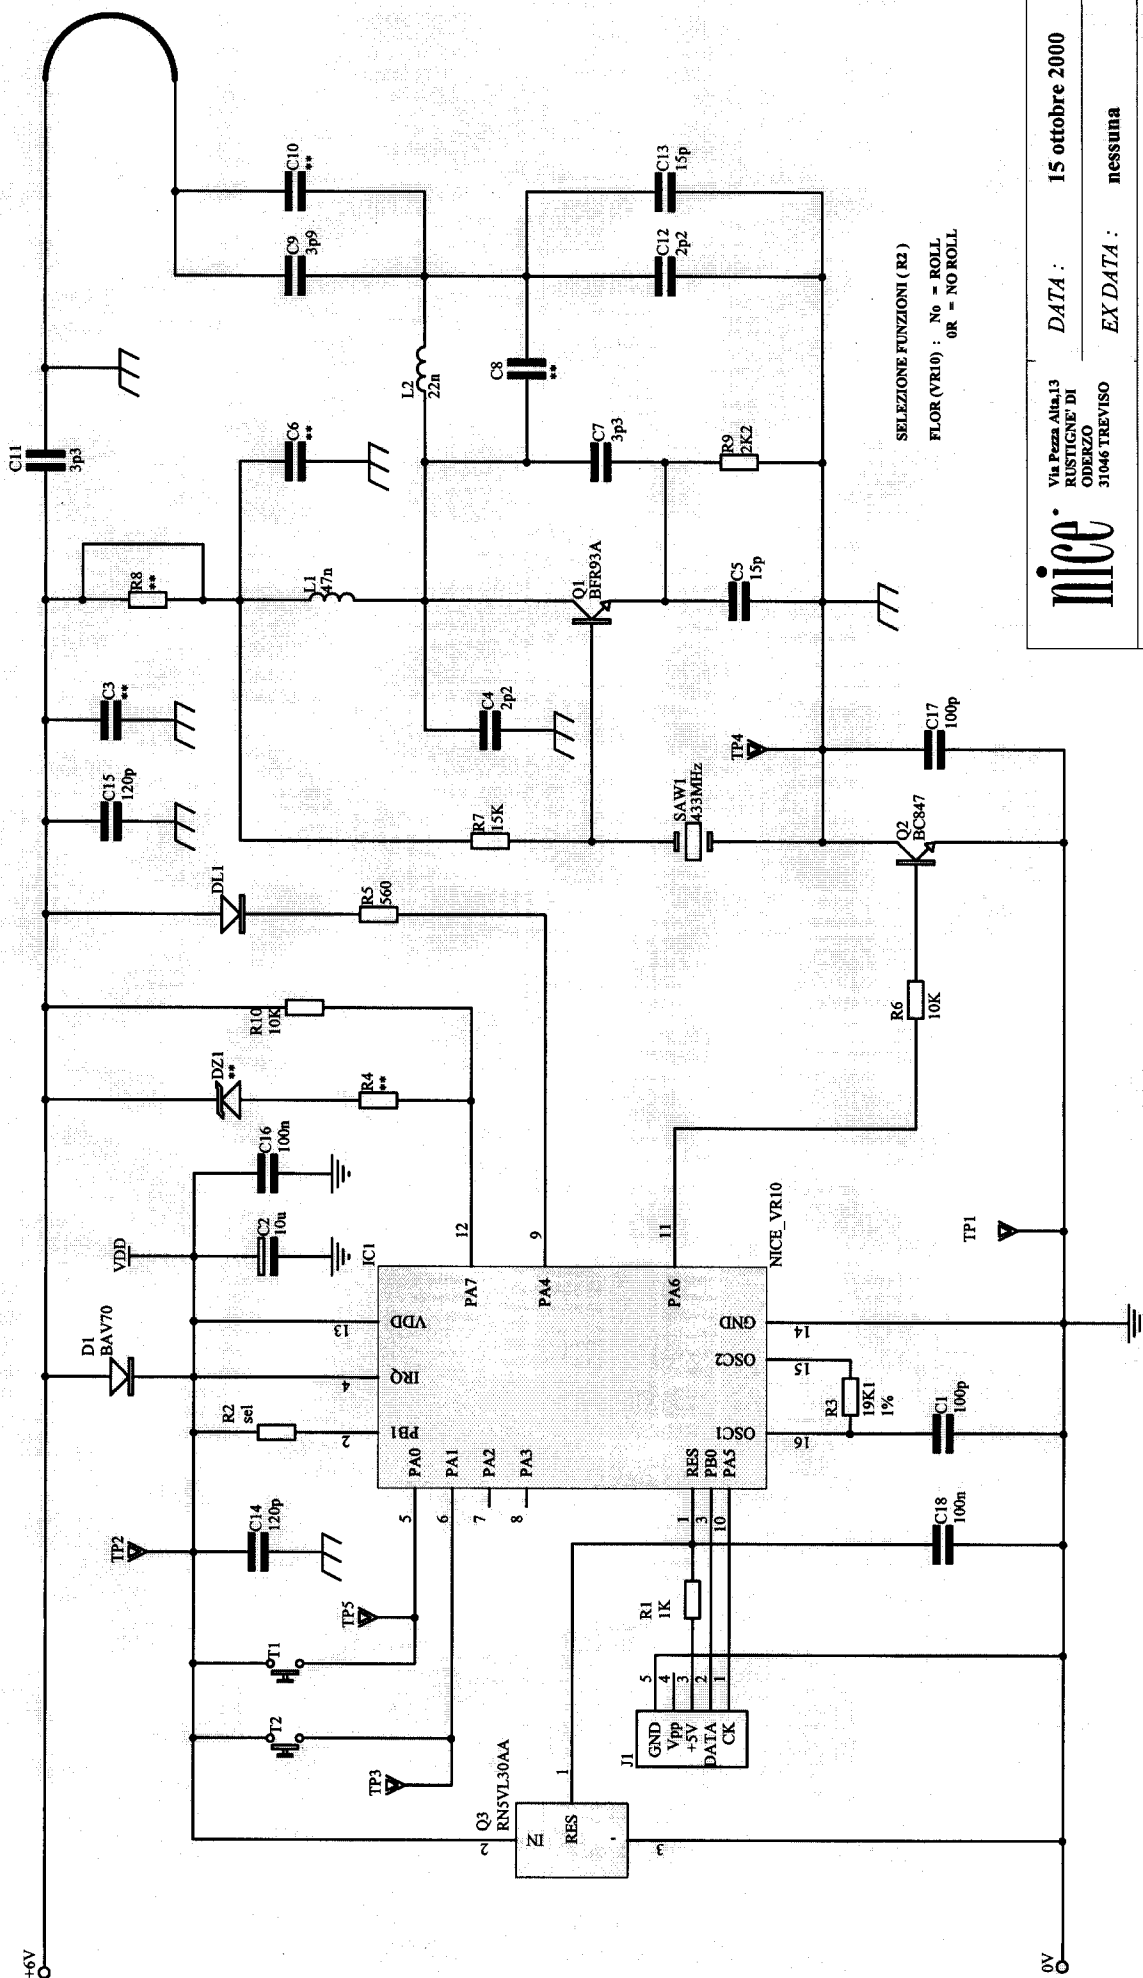 +6V
C11
3p3
C10
**
C9
3p9
C13
15p
C12
2p2
C8
**
L2
22n
C6
**
C7
3p3
R9
2K2
R8
**
L1
47n
Q1
BFR93A
C5
15p
C3
**
C15
120p
C4
2p2
TP4
C17
100p
R7
15K
SAW1
433MHz
Q2
BC847
DL1
R5
560
R10
10K
R6
10K
DZ1
**
R4
**
C16
100n
VDD
C2
10u
IC1
NICE_VR10
12
PA7
9
PA4
11
PA6
TP1
D1
BAV70
13
VDD
4
IRQ
R2
sel
2
PB1
GND
14
OSC2
15
OSC1
16
R3
19K1
1%
C1
100p
PA0
5
PA1
6
PA2
7
PA3
8
RES
1
PB0
3
PA5
10
C18
100n
TP2
C14
120p
TP5
T1
T2
TP3
R1
1K
J1
GND
5
Vpp
4
+5V
3
DATA
2
CK
1
Q3
RN5VL30AA
2
IN
RES
1
-
3
0V
SELEZIONE FUNZIONI ( R2 )
FLOR (VR10) : No = ROLL
0R = NO ROLL
nice
Via Pezza Alta,13
RUSTIGNE' DI
ODERZO
31046 TREVISO
DATA :
15 ottobre 2000
EX DATA :
nessuna